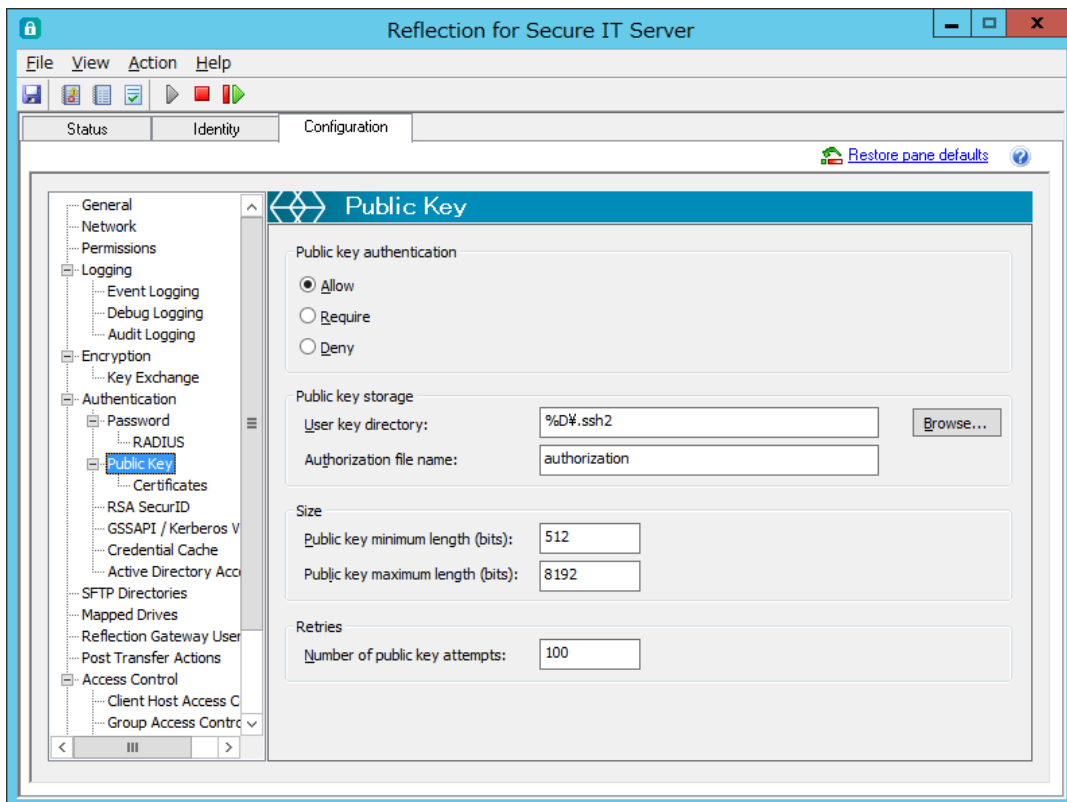 Reflection for Secure IT Server
File View Action Help
Status Identity Configuration
Restore pane defaults
General
Network
Permissions
Logging
Event Logging
Debug Logging
Audit Logging
Encryption
Key Exchange
Authentication
Password
RADIUS
Public Key
Certificates
RSA SecurID
GSSAPI / Kerberos V
Credential Cache
Active Directory Acc
SFTP Directories
Mapped Drives
Reflection Gateway User
Post Transfer Actions
Access Control
Client Host Access C
Group Access Contro
Public Key
Public key authentication
Allow
Require
Deny
Public key storage
User key directory: %D¥.ssh2 Browse...
Authorization file name: authorization
Size
Public key minimum length (bits): 512
Public key maximum length (bits): 8192
Retries
Number of public key attempts: 100